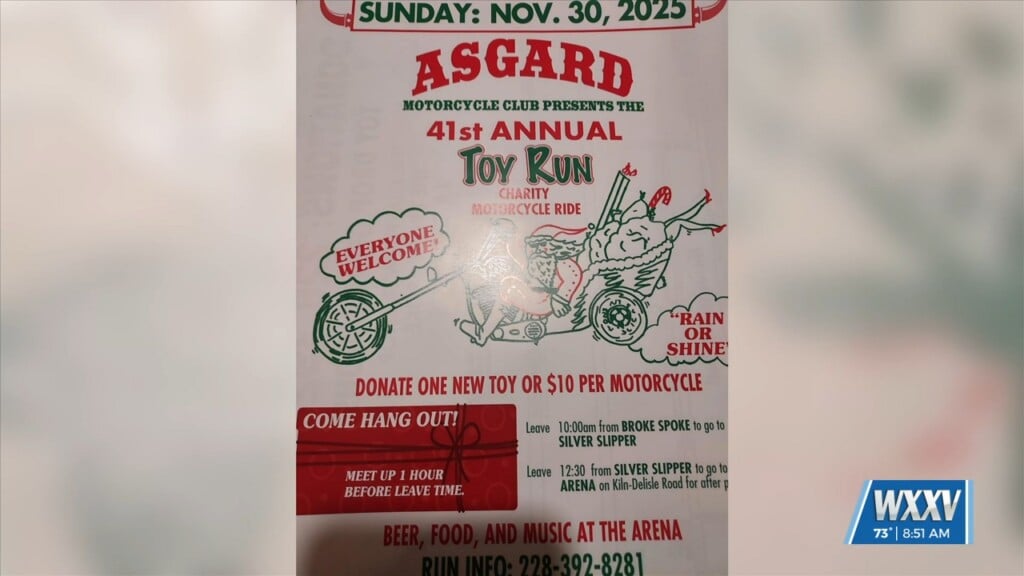 SUNDAY: NOV. 30, 2025
ASGARD
MOTORCYCLE CLUB PRESENTS THE
41st ANNUAL
TOY RUN
CHARITY
MOTORCYCLE RIDE
EVERYONE
WELCOME!
"RAIN
OR
SHINE"
DONATE ONE NEW TOY OR $10 PER MOTORCYCLE
COME HANG OUT!
MEET UP 1 HOUR
BEFORE LEAVE TIME.
Leave 10:00am from BROKE SPOKE to go to
SILVER SLIPPER
Leave 12:30 from SILVER SLIPPER to go to
ARENA on Kiln-Delisle Road for after
BEER, FOOD, AND MUSIC AT THE ARENA
RUN INFO: 228-392-8281
WXXV
73° | 8:51 AM